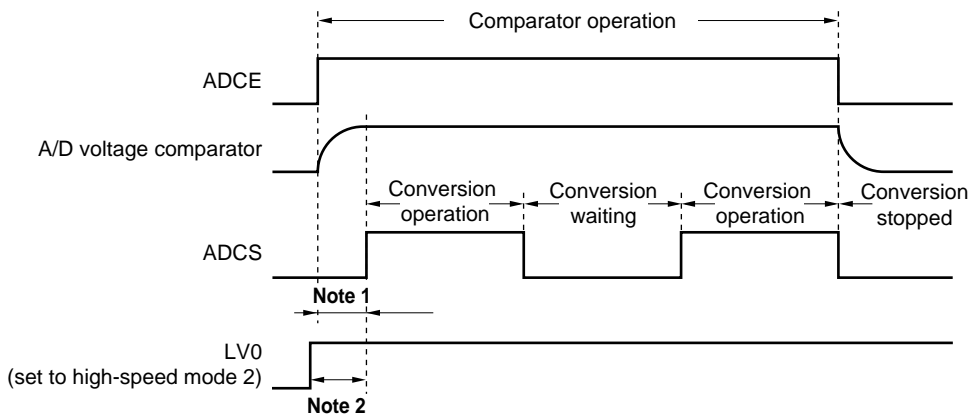 Comparator operation
ADCE
A/D voltage comparator
Conversion
operation
Conversion
waiting
Conversion
operation
Conversion
stopped
ADCS
Note 1
LV0
(set to high-speed mode 2)
Note 2